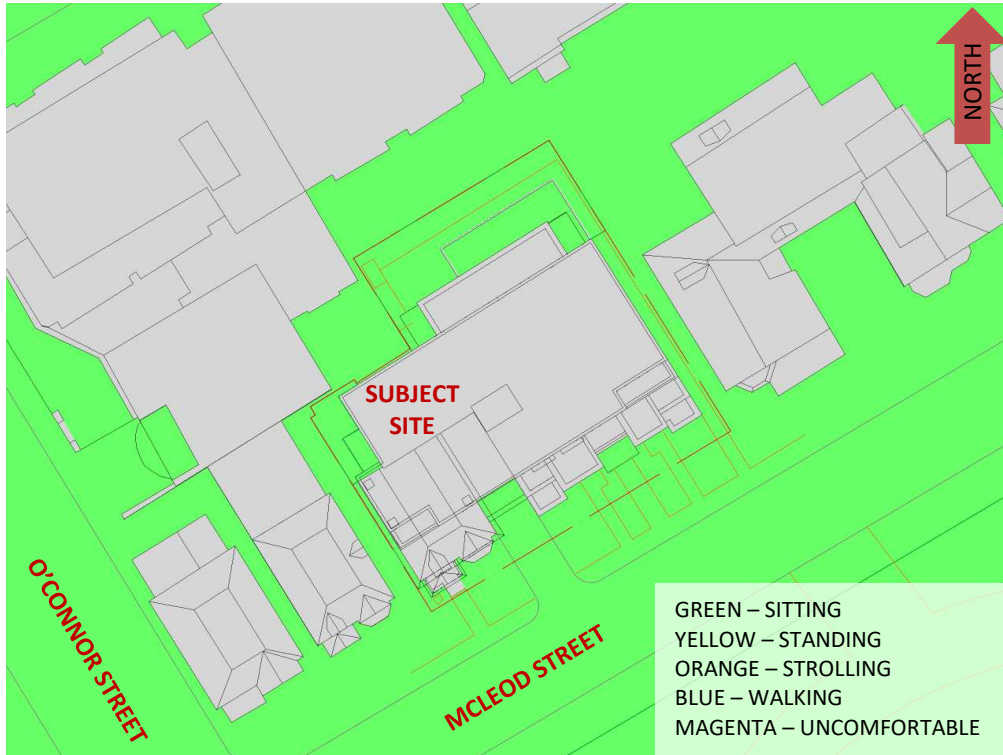 NORTH
SUBJECT
SITE
O'CONNOR STREET
MCLEOD STREET
GREEN – SITTING
YELLOW – STANDING
ORANGE – STROLLING
BLUE – WALKING
MAGENTA – UNCOMFORTABLE